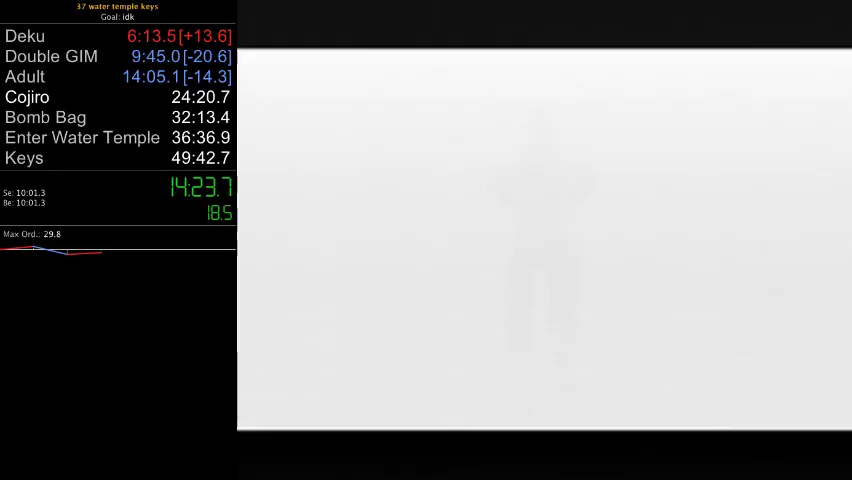 37 water temple keys
Goal: idk
Deku 6:13.5[+13.6]
Double GIM 9:45.0[-20.6]
Adult 14:05.1[-14.3]
Cojiro 24:20.7
Bomb Bag 32:13.4
Enter Water Temple 36:36.9
Keys 49:42.7
14:23.7
Se: 10:01.3
Be: 10:01.3
18.5
Max Ord.: 29.8